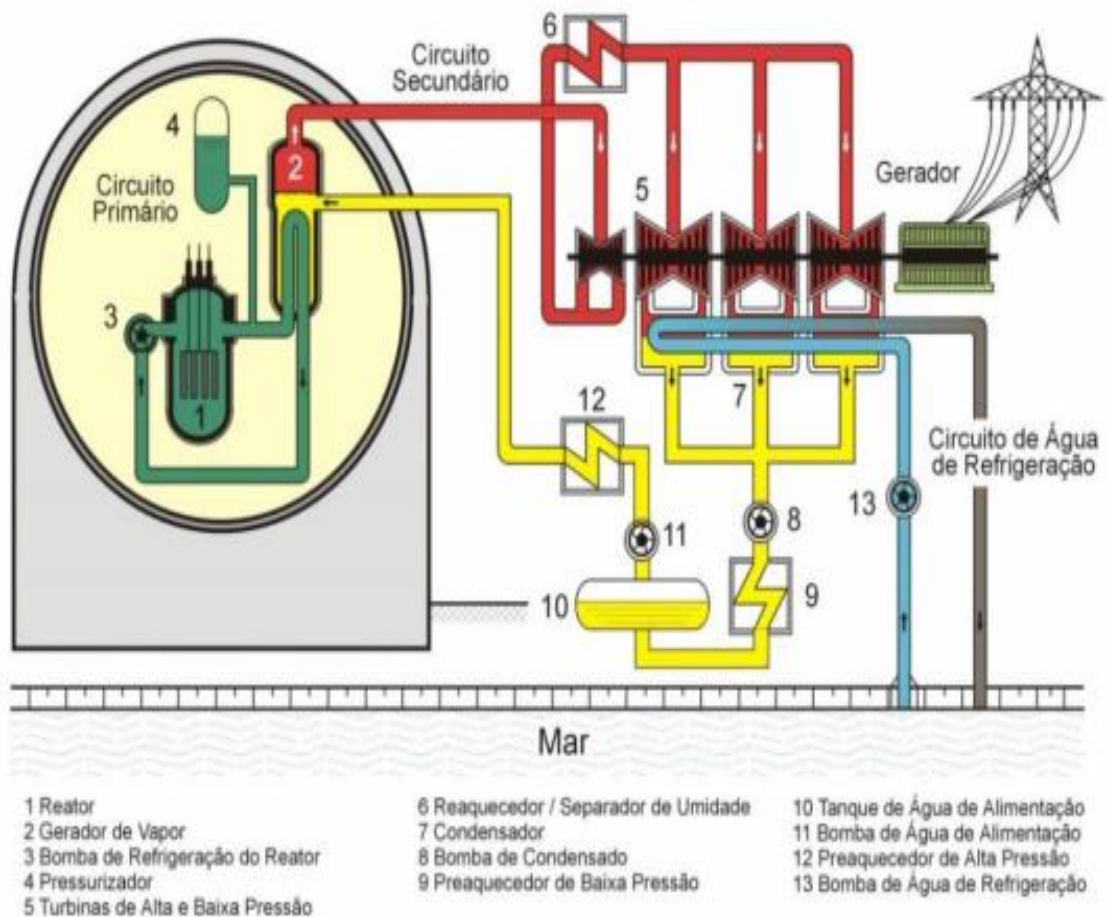 6
Circuito
Secundário
4
2
Circuito
Primário
5
Gerador
3
1
12
7
Circuito de Água
de Refrigeração
13
11
8
10
9
Mar
1 Reator
2 Gerador de Vapor
3 Bomba de Refrigeração do Reator
4 Pressurizador
5 Turbinas de Alta e Baixa Pressão
6 Reaquecedor / Separador de Umidade
7 Condensador
8 Bomba de Condensado
9 Preaquecedor de Baixa Pressão
10 Tanque de Água de Alimentação
11 Bomba de Água de Alimentação
12 Preaquecedor de Alta Pressão
13 Bomba de Água de Refrigeração